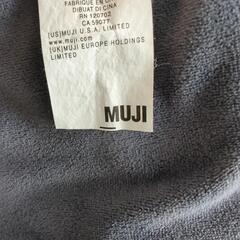 FABRIQUE EN CHINE
DIBUAT DI CINA
RN 120702
CA 59077
[US]MUJI U.S.A. LIMITED
www.muji.com
[UK]MUJI EUROPE HOLDINGS
LIMITED
MUJI